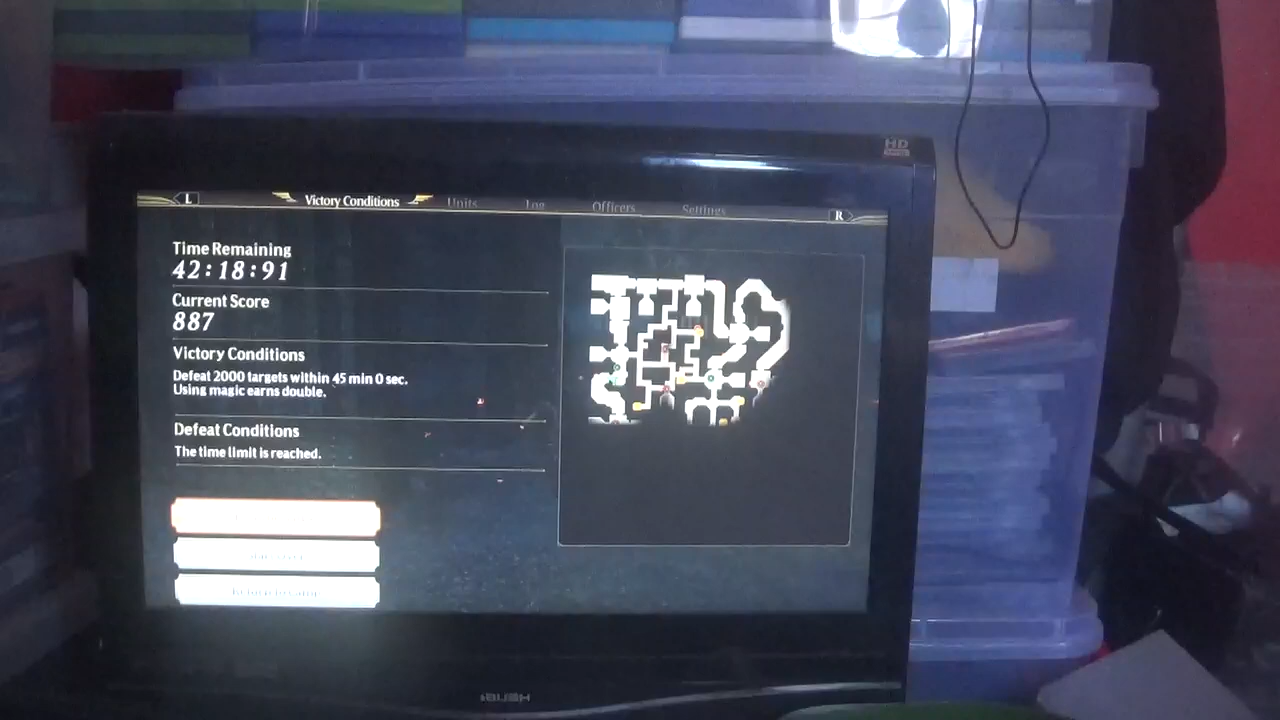 HD
L
Victory Conditions
Units
Log
Officers
Settings
R
Time Remaining
42:18:91
Current Score
887
Victory Conditions
Defeat 2000 targets within 45 min 0 sec.
Using magic earns double.
Defeat Conditions
The time limit is reached.
BUSH